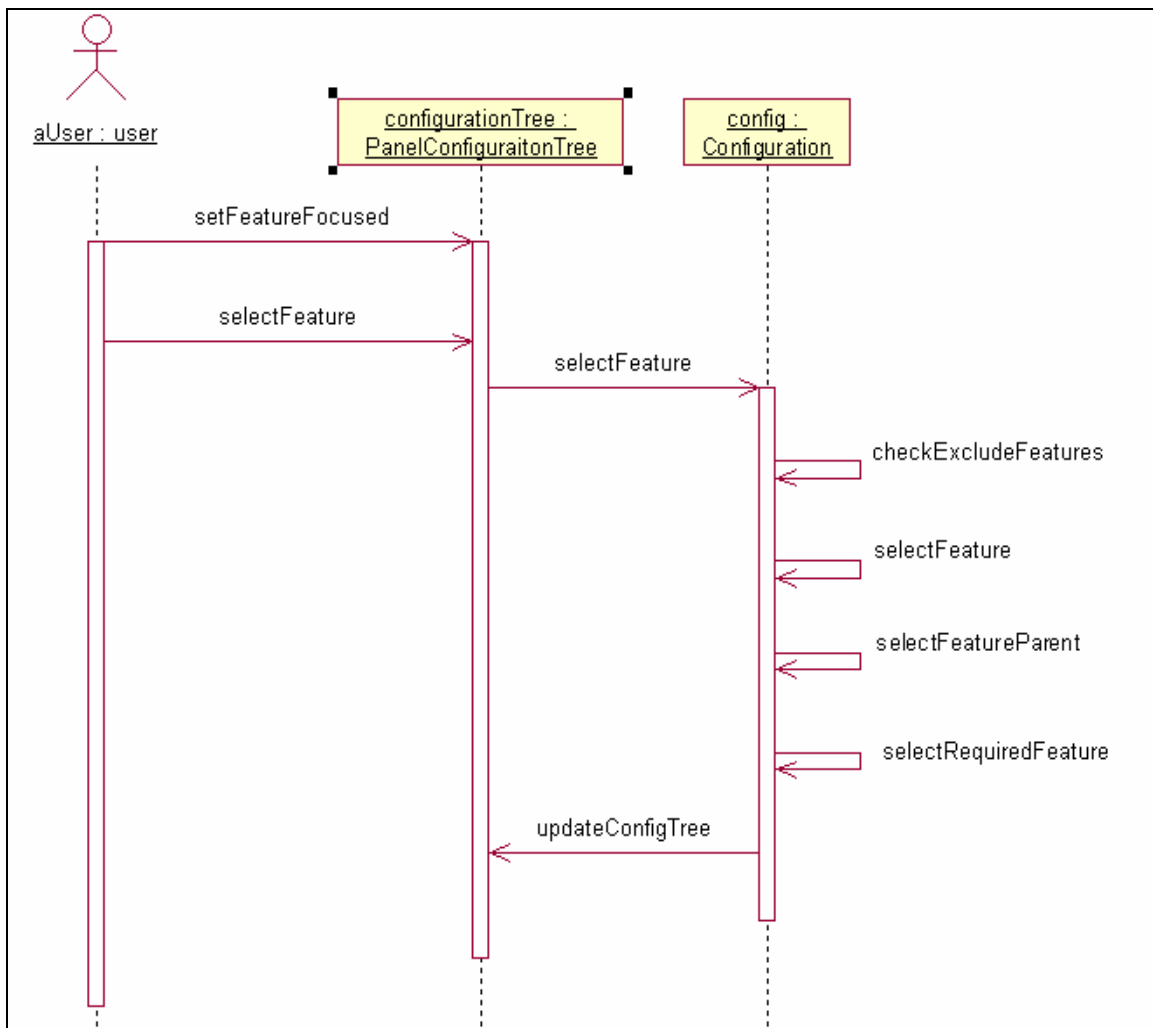 aUser : user
configurationTree :
PanelConfiguraitonTree
config :
Configuration
setFeatureFocused
selectFeature
selectFeature
checkExcludeFeatures
selectFeature
selectFeatureParent
selectRequiredFeature
updateConfigTree